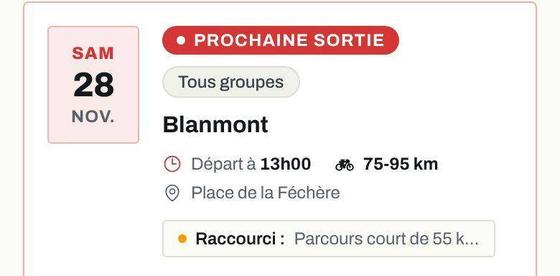 SAM
28
NOV.
PROCHAINE SORTIE
Tous groupes
Blanmont
Départ à 13h00 75-95 km
Place de la Féchère
Raccourci : Parcours court de 55 k...